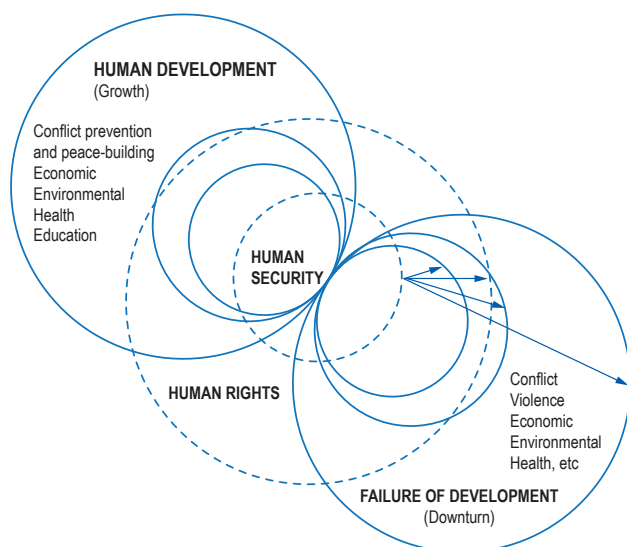 HUMAN DEVELOPMENT
(Growth)
Conflict prevention
and peace-building
Economic
Environmental
Health
Education
HUMAN
SECURITY
HUMAN RIGHTS
Conflict
Violence
Economic
Environmental
Health, etc
FAILURE OF DEVELOPMENT
(Downturn)